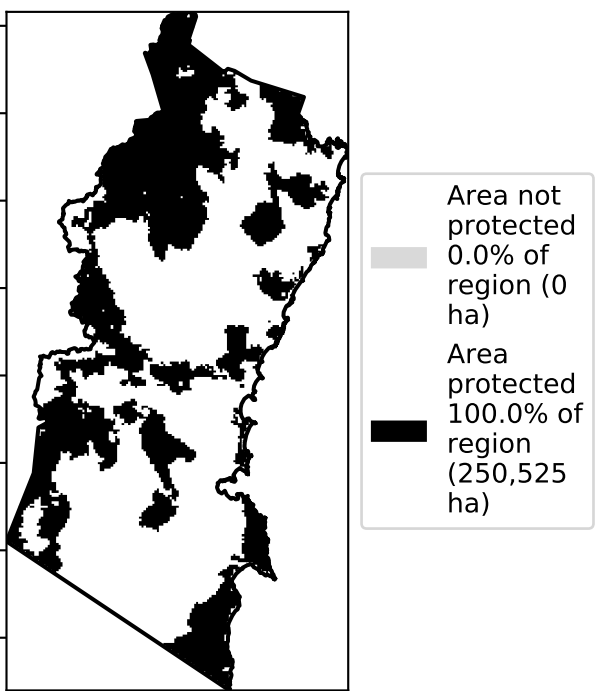 Area not
protected
0.0% of
region (0
ha)
Area
protected
100.0% of
region
(250,525
ha)